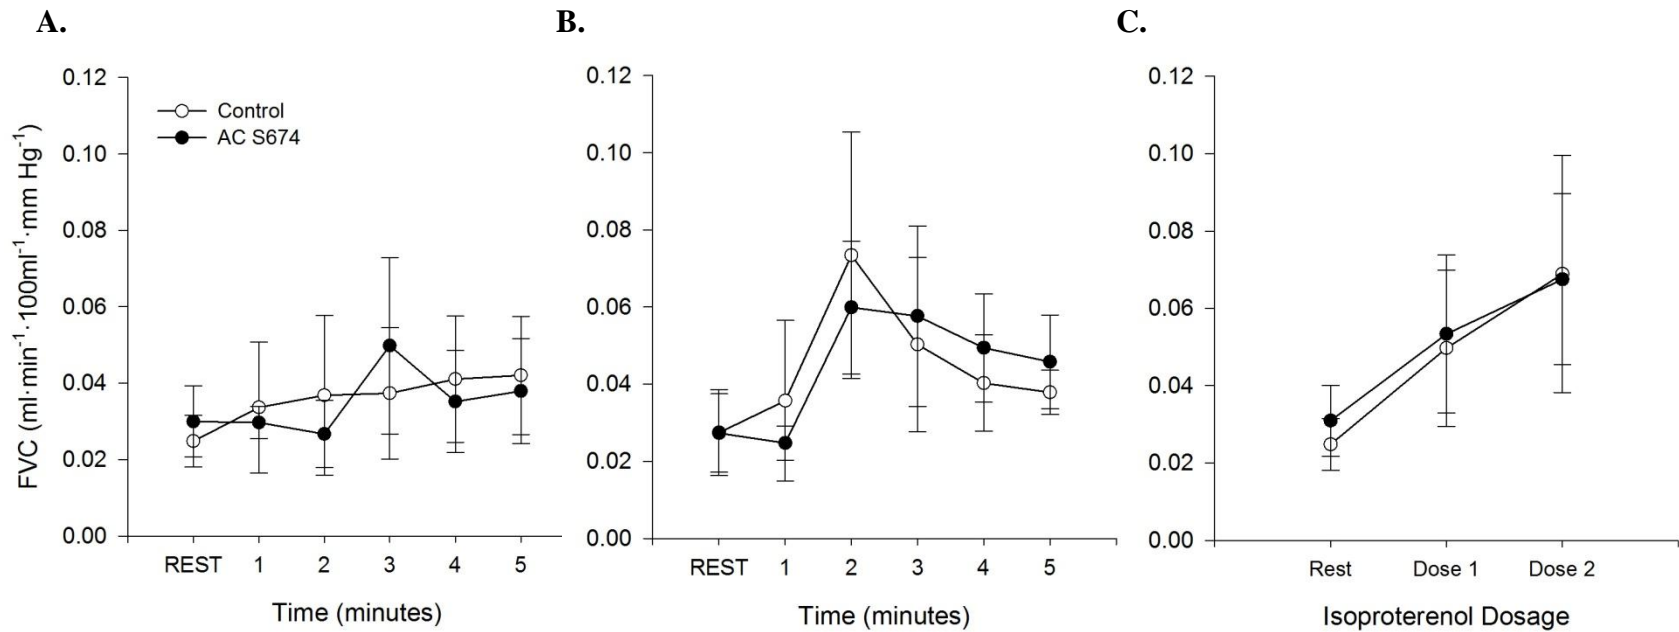 A.
B.
C.
FVC (ml·min⁻¹·100ml⁻¹·mm Hg⁻¹)
0.12
0.10
0.08
0.06
0.04
0.02
0.00
Control
AC S674
REST 1 2 3 4 5
Time (minutes)
0.12
0.10
0.08
0.06
0.04
0.02
0.00
REST 1 2 3 4 5
Time (minutes)
0.12
0.10
0.08
0.06
0.04
0.02
0.00
Rest Dose 1 Dose 2
Isoproterenol Dosage